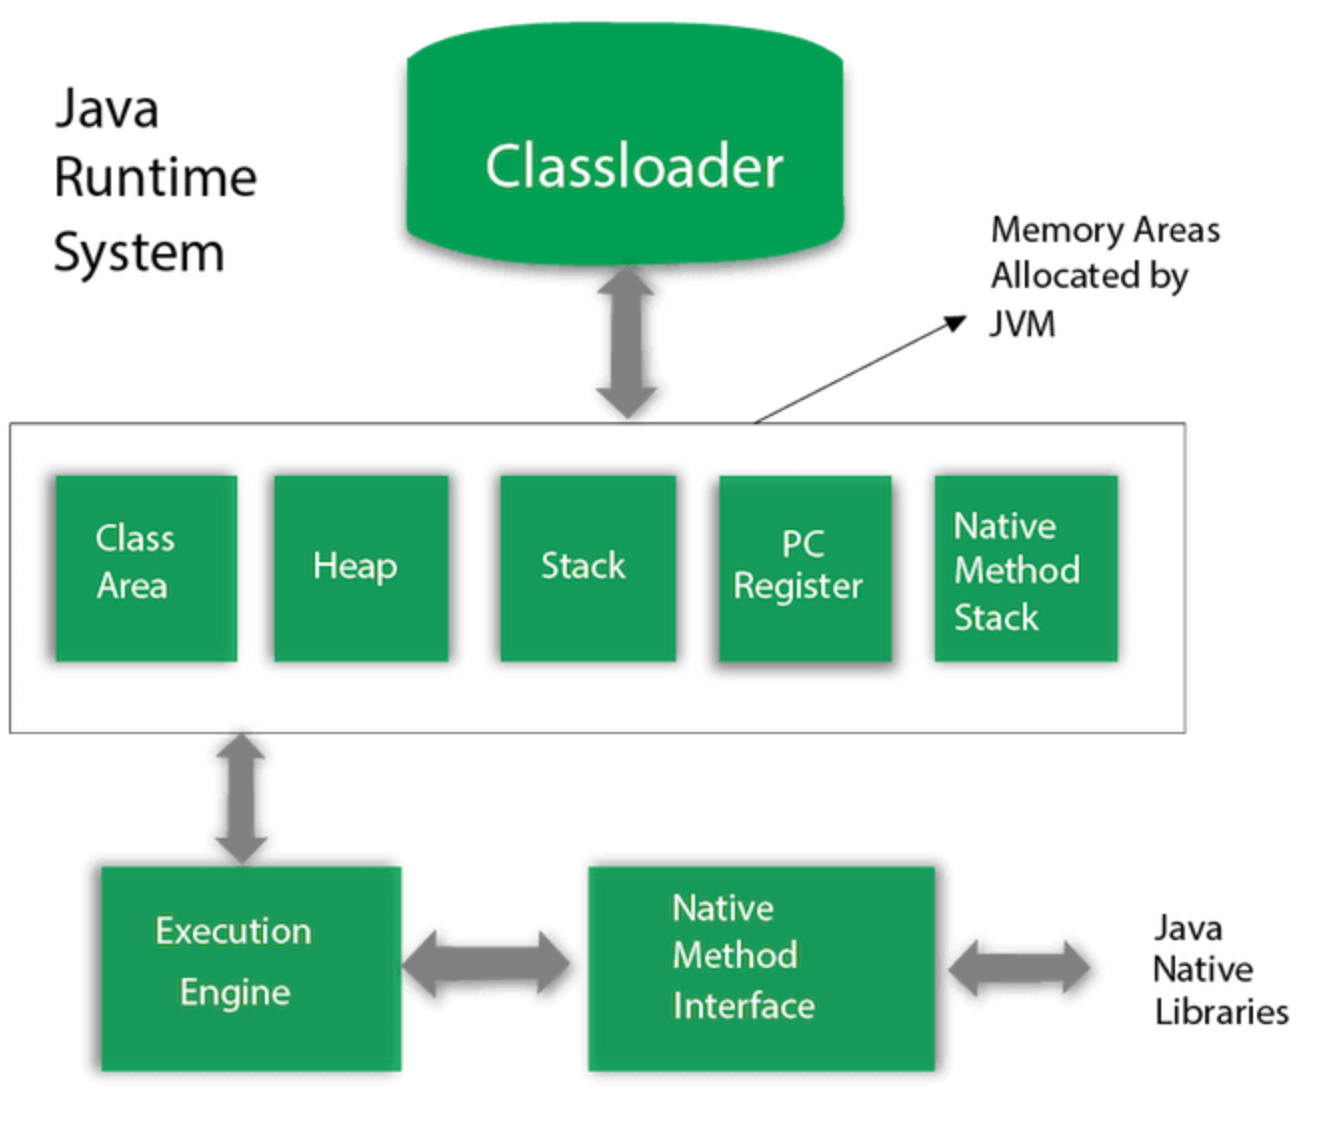 Java
Runtime
System
Classloader
Memory Areas
Allocated by
JVM
Class
Area
Heap
Stack
PC
Register
Native
Method
Stack
Execution
Engine
Native
Method
Interface
Java
Native
Libraries